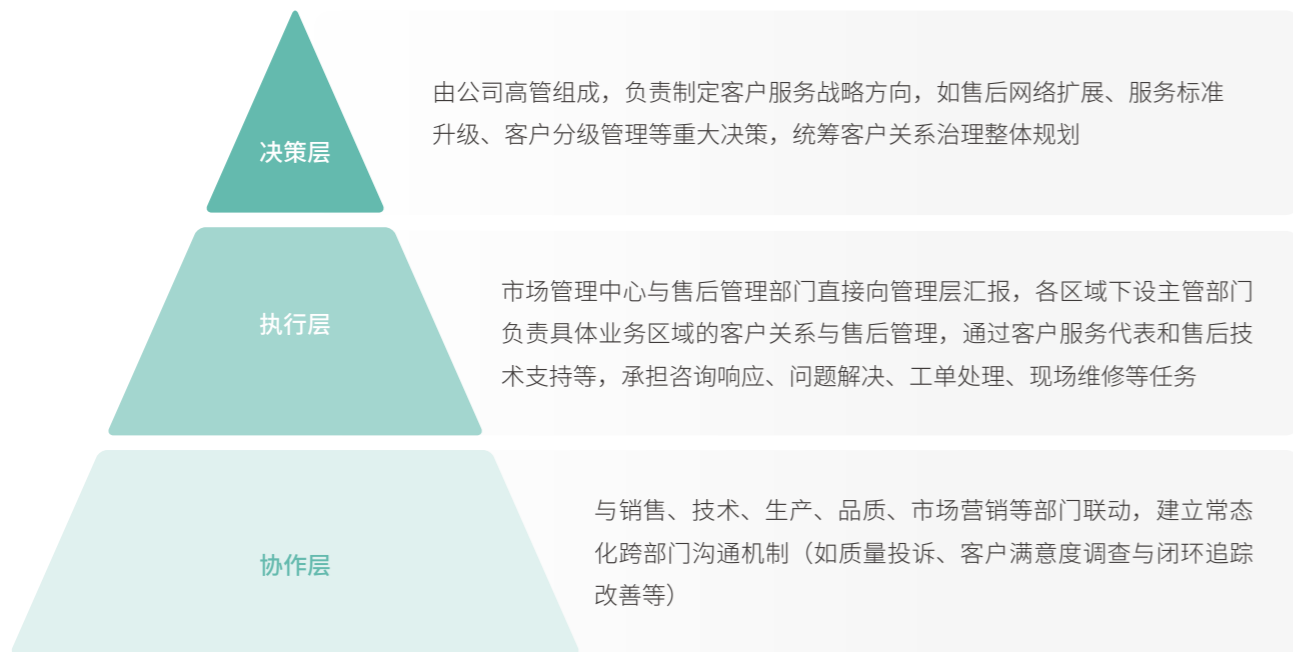 决策层
由公司高管组成，负责制定客户服务战略方向，如售后网络扩展、服务标准
升级、客户分级管理等重大决策，统筹客户关系治理整体规划
执行层
市场管理中心与售后管理部门直接向管理层汇报，各区域下设主管部门
负责具体业务区域的客户关系与售后管理，通过客户服务代表和售后技
术支持等，承担咨询响应、问题解决、工单处理、现场维修等任务
协作层
与销售、技术、生产、品质、市场营销等部门联动，建立常态
化跨部门沟通机制（如质量投诉、客户满意度调查与闭环追踪
改善等）